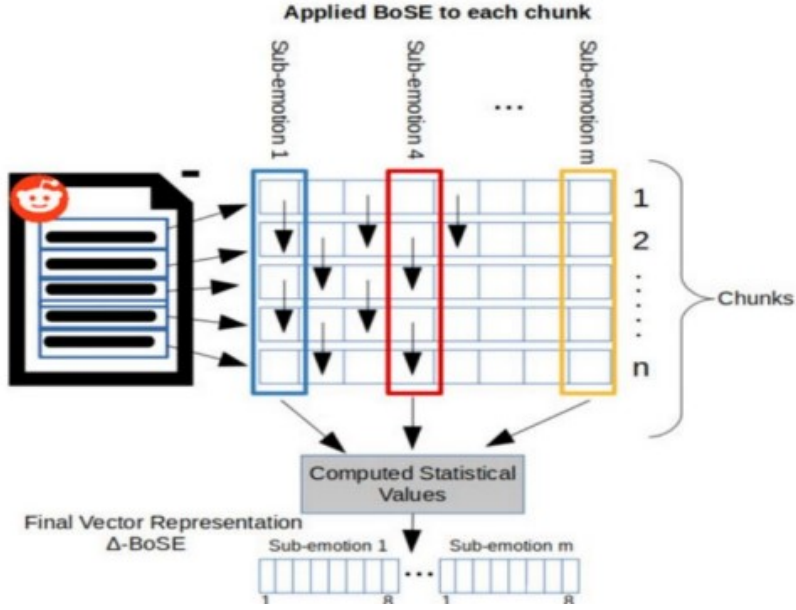 Applied BoSE to each chunk
Sub-emotion 1
Sub-emotion 4
...
Sub-emotion m
1
2
n
Chunks
Computed Statistical
Values
Final Vector Representation
Δ-BoSE
Sub-emotion 1
...
Sub-emotion m
1 8 1 8